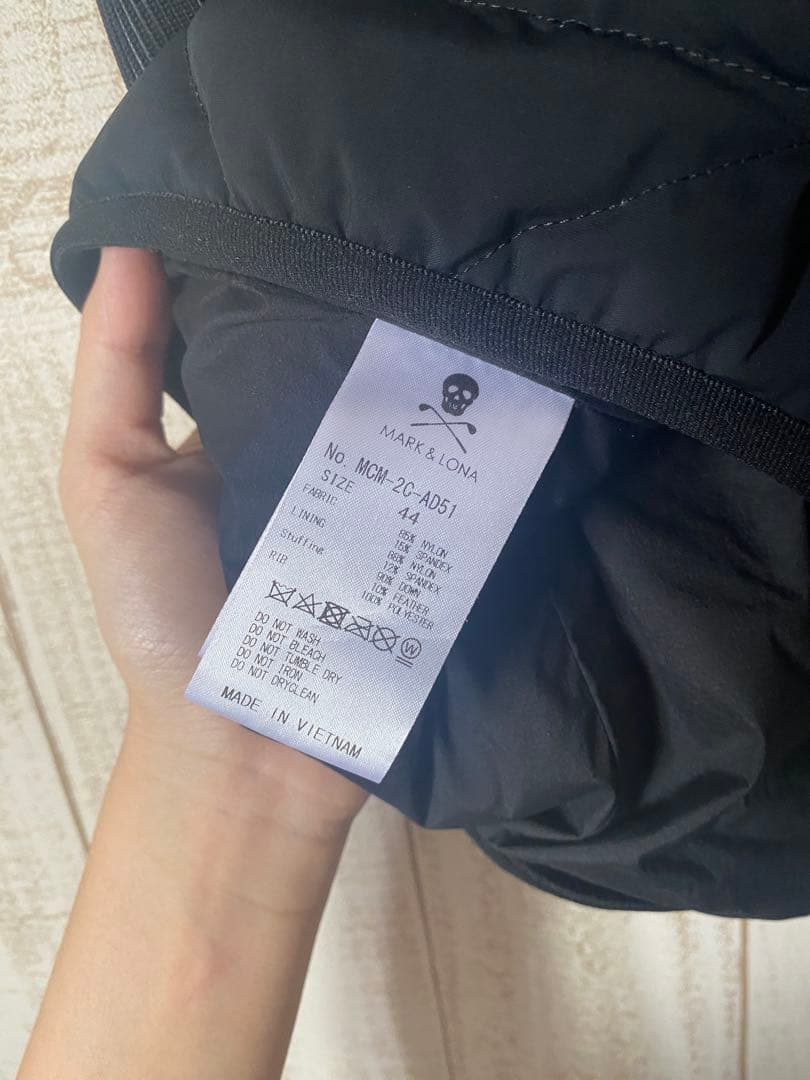 MARK & LONA
No. MCM-2C-AD51
SIZE 44
FABRIC 85% NYLON
15% SPANDEX
LINING 88% NYLON
12% SPANDEX
Stuffing 90% DOWN
10% FEATHER
RIB 100% POLYESTER
W
DO NOT WASH
DO NOT BLEACH
DO NOT TUMBLE DRY
DO NOT IRON
DO NOT DRYCLEAN
MADE IN VIETNAM